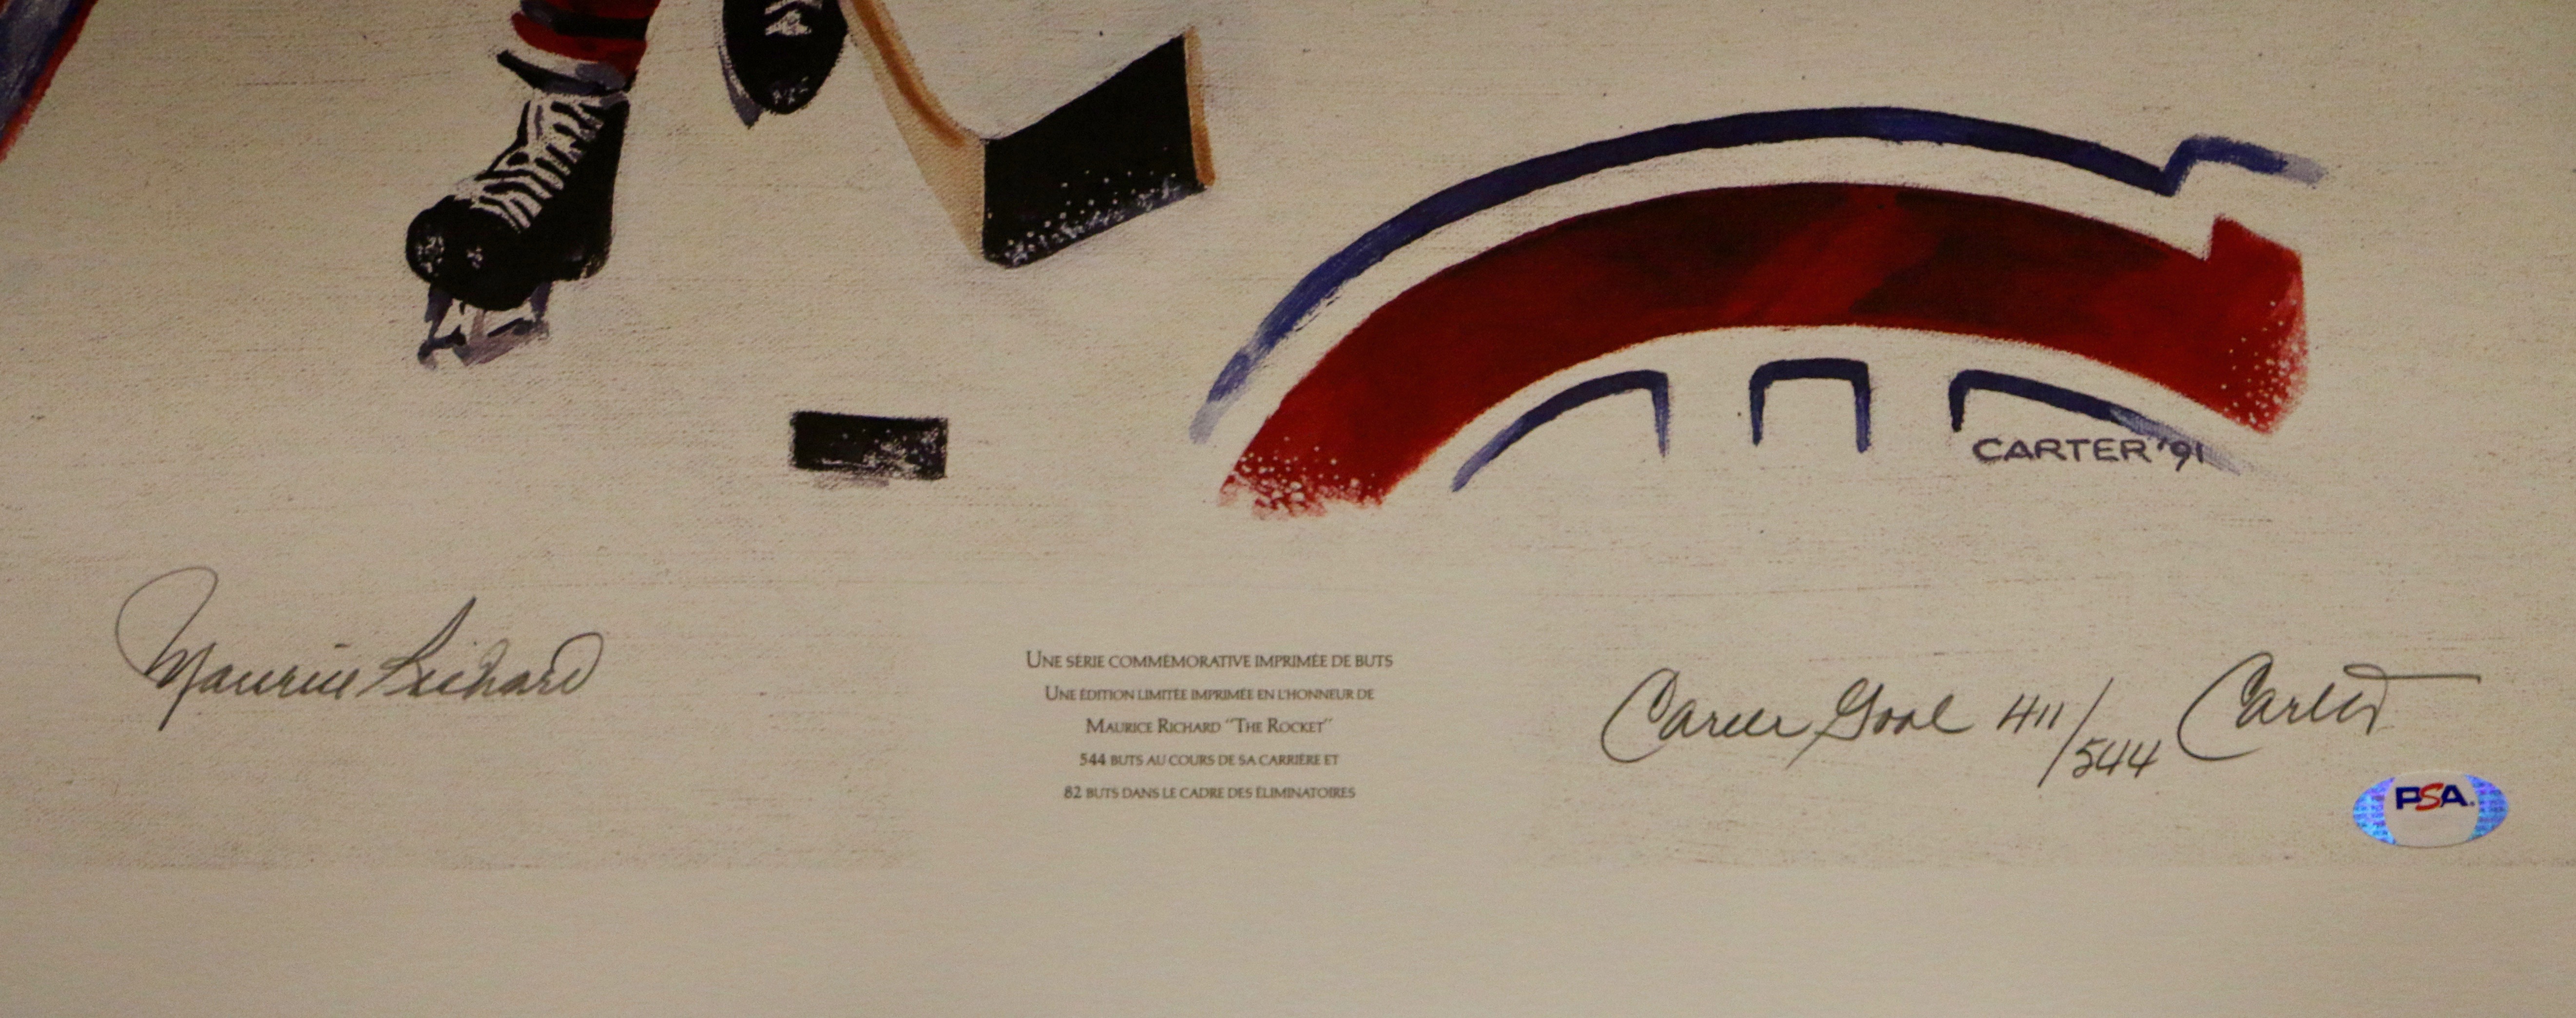 CARTER '91
Maurice Richard
UNE SÉRIE COMMÉMORATIVE IMPRIMÉE DE BUTS
UNE ÉDITION LIMITÉE IMPRIMÉE EN L'HONNEUR DE
MAURICE RICHARD "THE ROCKET"
544 BUTS AU COURS DE SA CARRIÈRE ET
82 BUTS DANS LE CADRE DES ÉLIMINATOIRES
Career Goal 411/544 Carter
PSA